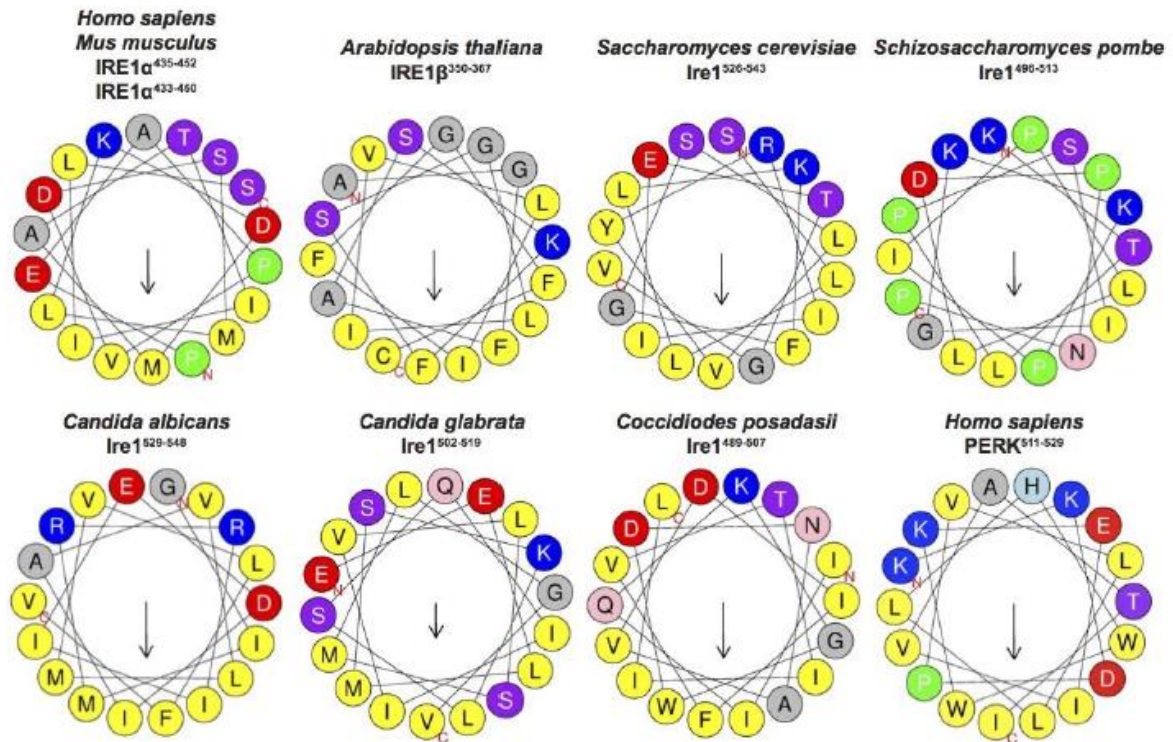 Homo sapiens
Mus musculus
IRE1α435-452
IRE1α433-450
A T S S C D P I M P N M V I L E A D L K
Arabidopsis thaliana
IRE1β350-367
S G G G L K F L F I F C C I A F S A N V
Saccharomyces cerevisiae
Ire1526-543
S S N R K T L L I F G V L I G V C Y L E
Schizosaccharomyces pombe
Ire1496-513
K N P S P K T L I N P L L G P C I P D K
Candida albicans
Ire1529-548
E G N V R L D I L I F I M M I V C A R V
Candida glabrata
Ire1502-519
Q E L K G I L S L V C I M M S E N V S L
Coccidiodes posadasii
Ire1489-507
D K T N I N I G I A I F W I V Q V D L C
Homo sapiens
PERK511-529
A H K E L T W D I L I C W P V L K N K V